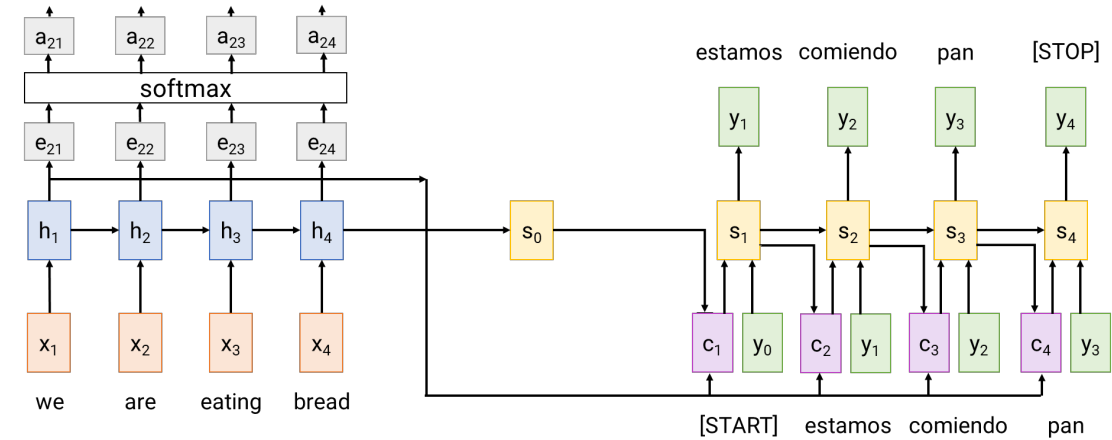 a21 a22 a23 a24
softmax
e21 e22 e23 e24
h1 h2 h3 h4
x1 x2 x3 x4
we are eating bread
s0
estamos comiendo pan [STOP]
y1 y2 y3 y4
s1 s2 s3 s4
c1 y0 c2 y1 c3 y2 c4 y3
[START] estamos comiendo pan